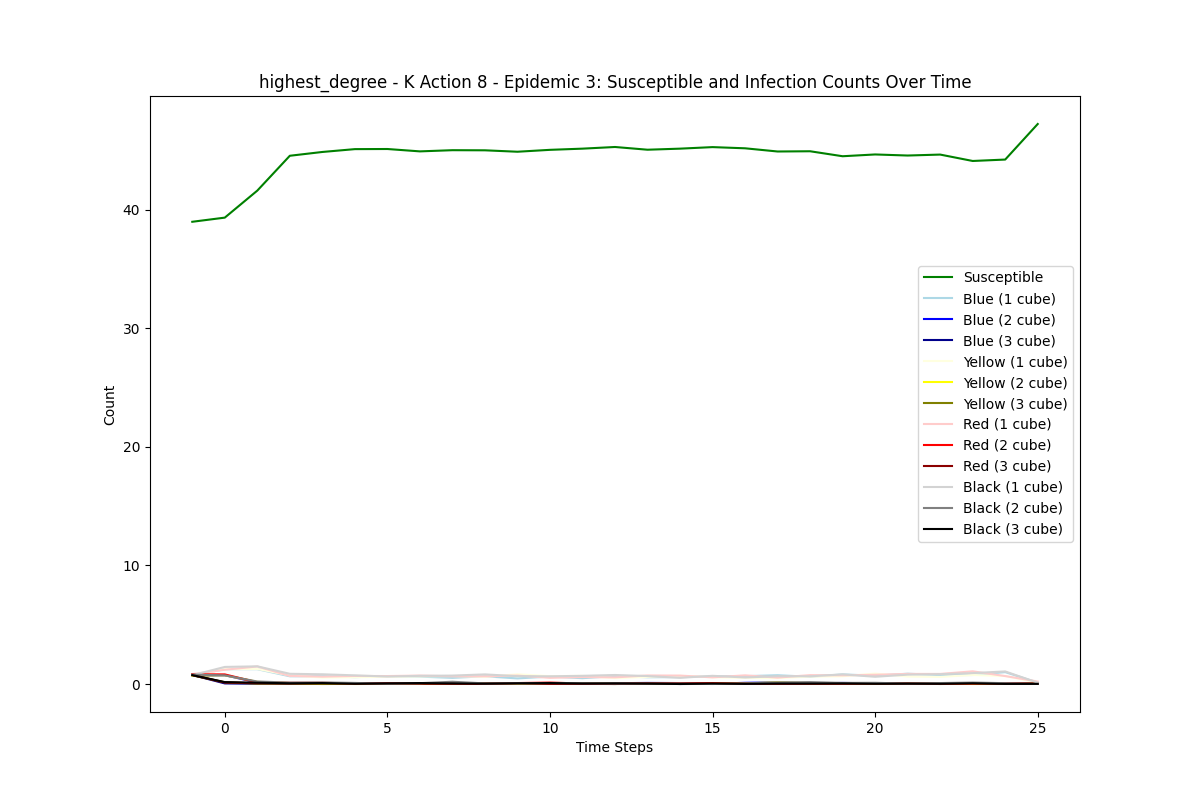 highest_degree - K Action 8 - Epidemic 3: Susceptible and Infection Counts Over Time
Count
40
30
20
10
0
Susceptible
Blue (1 cube)
Blue (2 cube)
Blue (3 cube)
Yellow (1 cube)
Yellow (2 cube)
Yellow (3 cube)
Red (1 cube)
Red (2 cube)
Red (3 cube)
Black (1 cube)
Black (2 cube)
Black (3 cube)
0 5 10 15 20 25
Time Steps